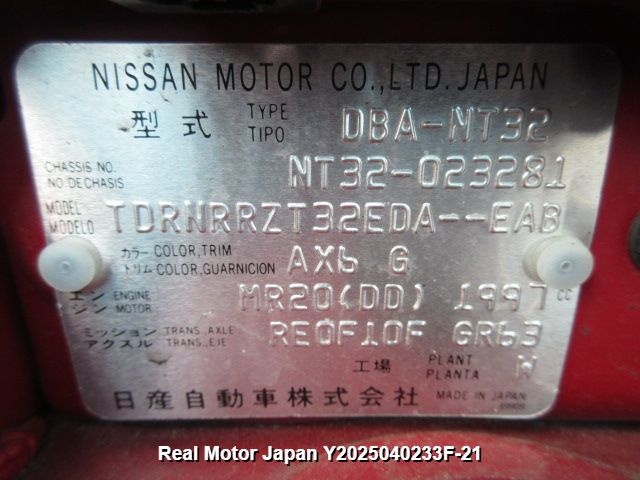 NISSAN MOTOR CO.,LTD.JAPAN
型式 TYPE TIPO DBA-NT32
CHASSIS NO. NO.DE CHASIS NT32-023281
MODEL MODELO TDRNRRZT32EDA--EAB
カラー COLOR,TRIM トリム COLOR,GUARNICION AX6 G
エンジン ENGINE MOTOR MR20(DD) 1997 CC
ミッション TRANS.,AXLE アクスル TRANS.,EJE RE0F10F GR63
工場 PLANT PLANTA W
日産自動車株式会社 MADE IN JAPAN
Real Motor Japan Y2025040233F-21